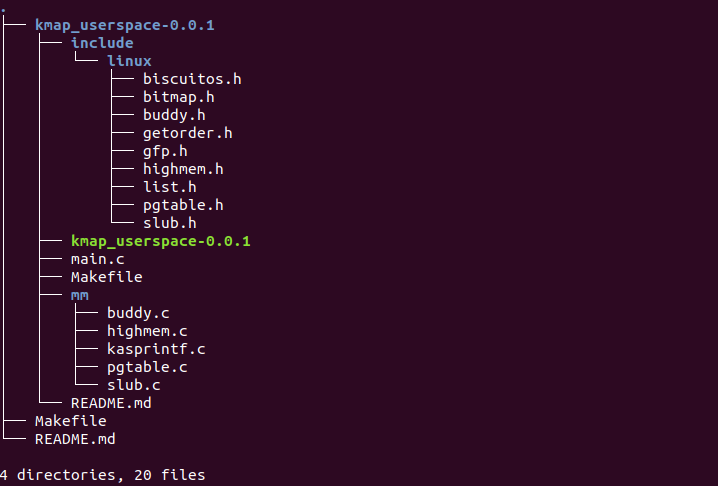 .
├── kmap_userspace-0.0.1
│   ├── include
│   │   └── linux
│   │       ├── biscuitos.h
│   │       ├── bitmap.h
│   │       ├── buddy.h
│   │       ├── getorder.h
│   │       ├── gfp.h
│   │       ├── highmem.h
│   │       ├── list.h
│   │       ├── pgtable.h
│   │       └── slub.h
│   ├── kmap_userspace-0.0.1
│   ├── main.c
│   ├── Makefile
│   ├── mm
│   │   ├── buddy.c
│   │   ├── highmem.c
│   │   ├── kasprintf.c
│   │   ├── pgtable.c
│   │   └── slub.c
│   └── README.md
├── Makefile
└── README.md

4 directories, 20 files